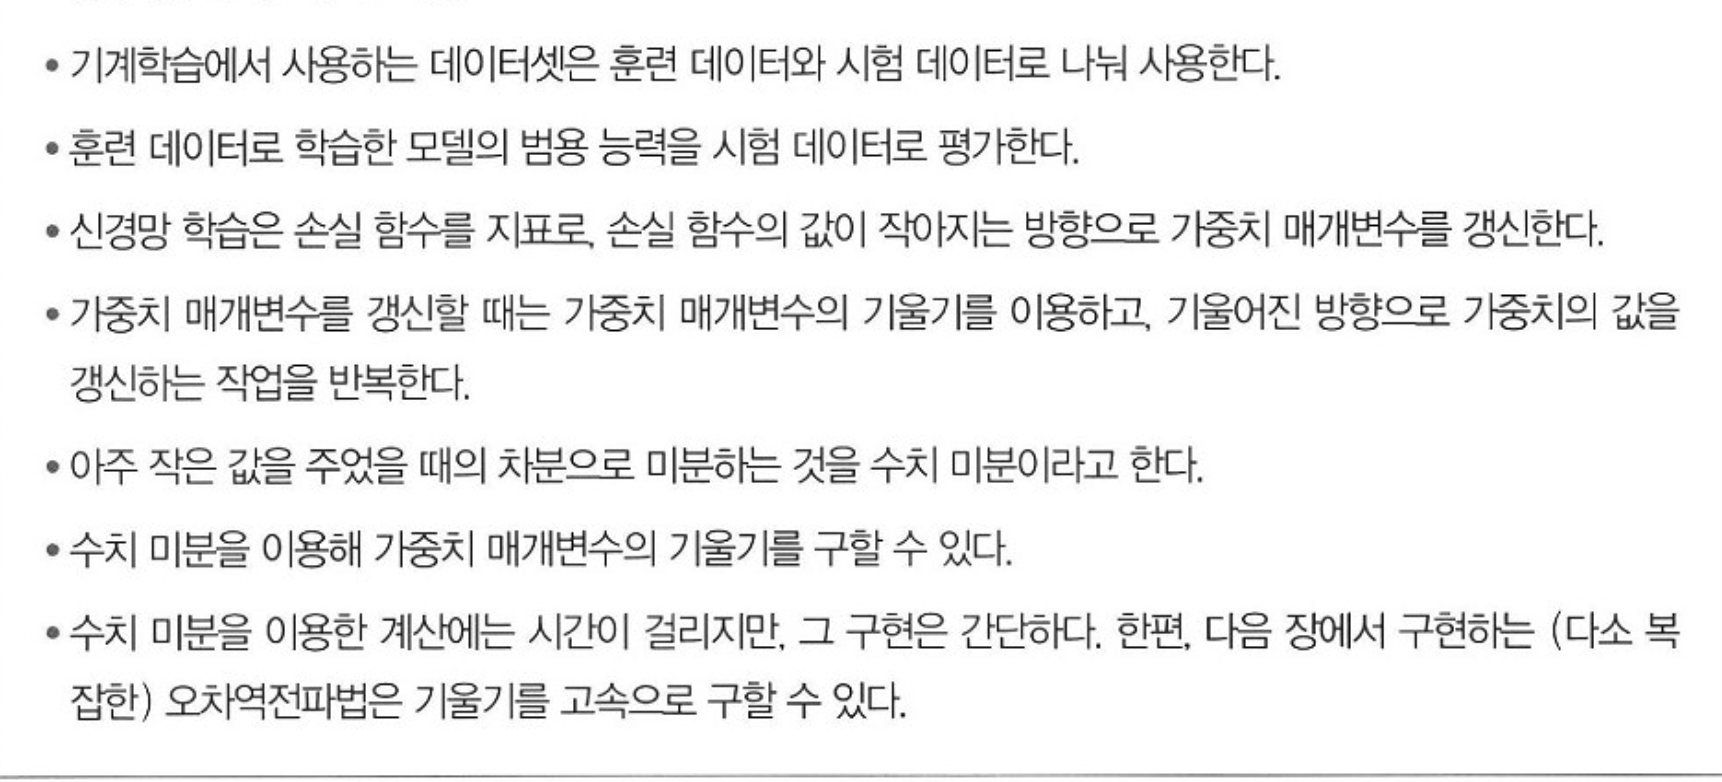 • 기계학습에서 사용하는 데이터셋은 훈련 데이터와 시험 데이터로 나눠 사용한다.
• 훈련 데이터로 학습한 모델의 범용 능력을 시험 데이터로 평가한다.
• 신경망 학습은 손실 함수를 지표로, 손실 함수의 값이 작아지는 방향으로 가중치 매개변수를 갱신한다.
• 가중치 매개변수를 갱신할 때는 가중치 매개변수의 기울기를 이용하고, 기울어진 방향으로 가중치의 값을
갱신하는 작업을 반복한다.
• 아주 작은 값을 주었을 때의 차분으로 미분하는 것을 수치 미분이라고 한다.
• 수치 미분을 이용해 가중치 매개변수의 기울기를 구할 수 있다.
• 수치 미분을 이용한 계산에는 시간이 걸리지만, 그 구현은 간단하다. 한편, 다음 장에서 구현하는 (다소 복
잡한) 오차역전파법은 기울기를 고속으로 구할 수 있다.